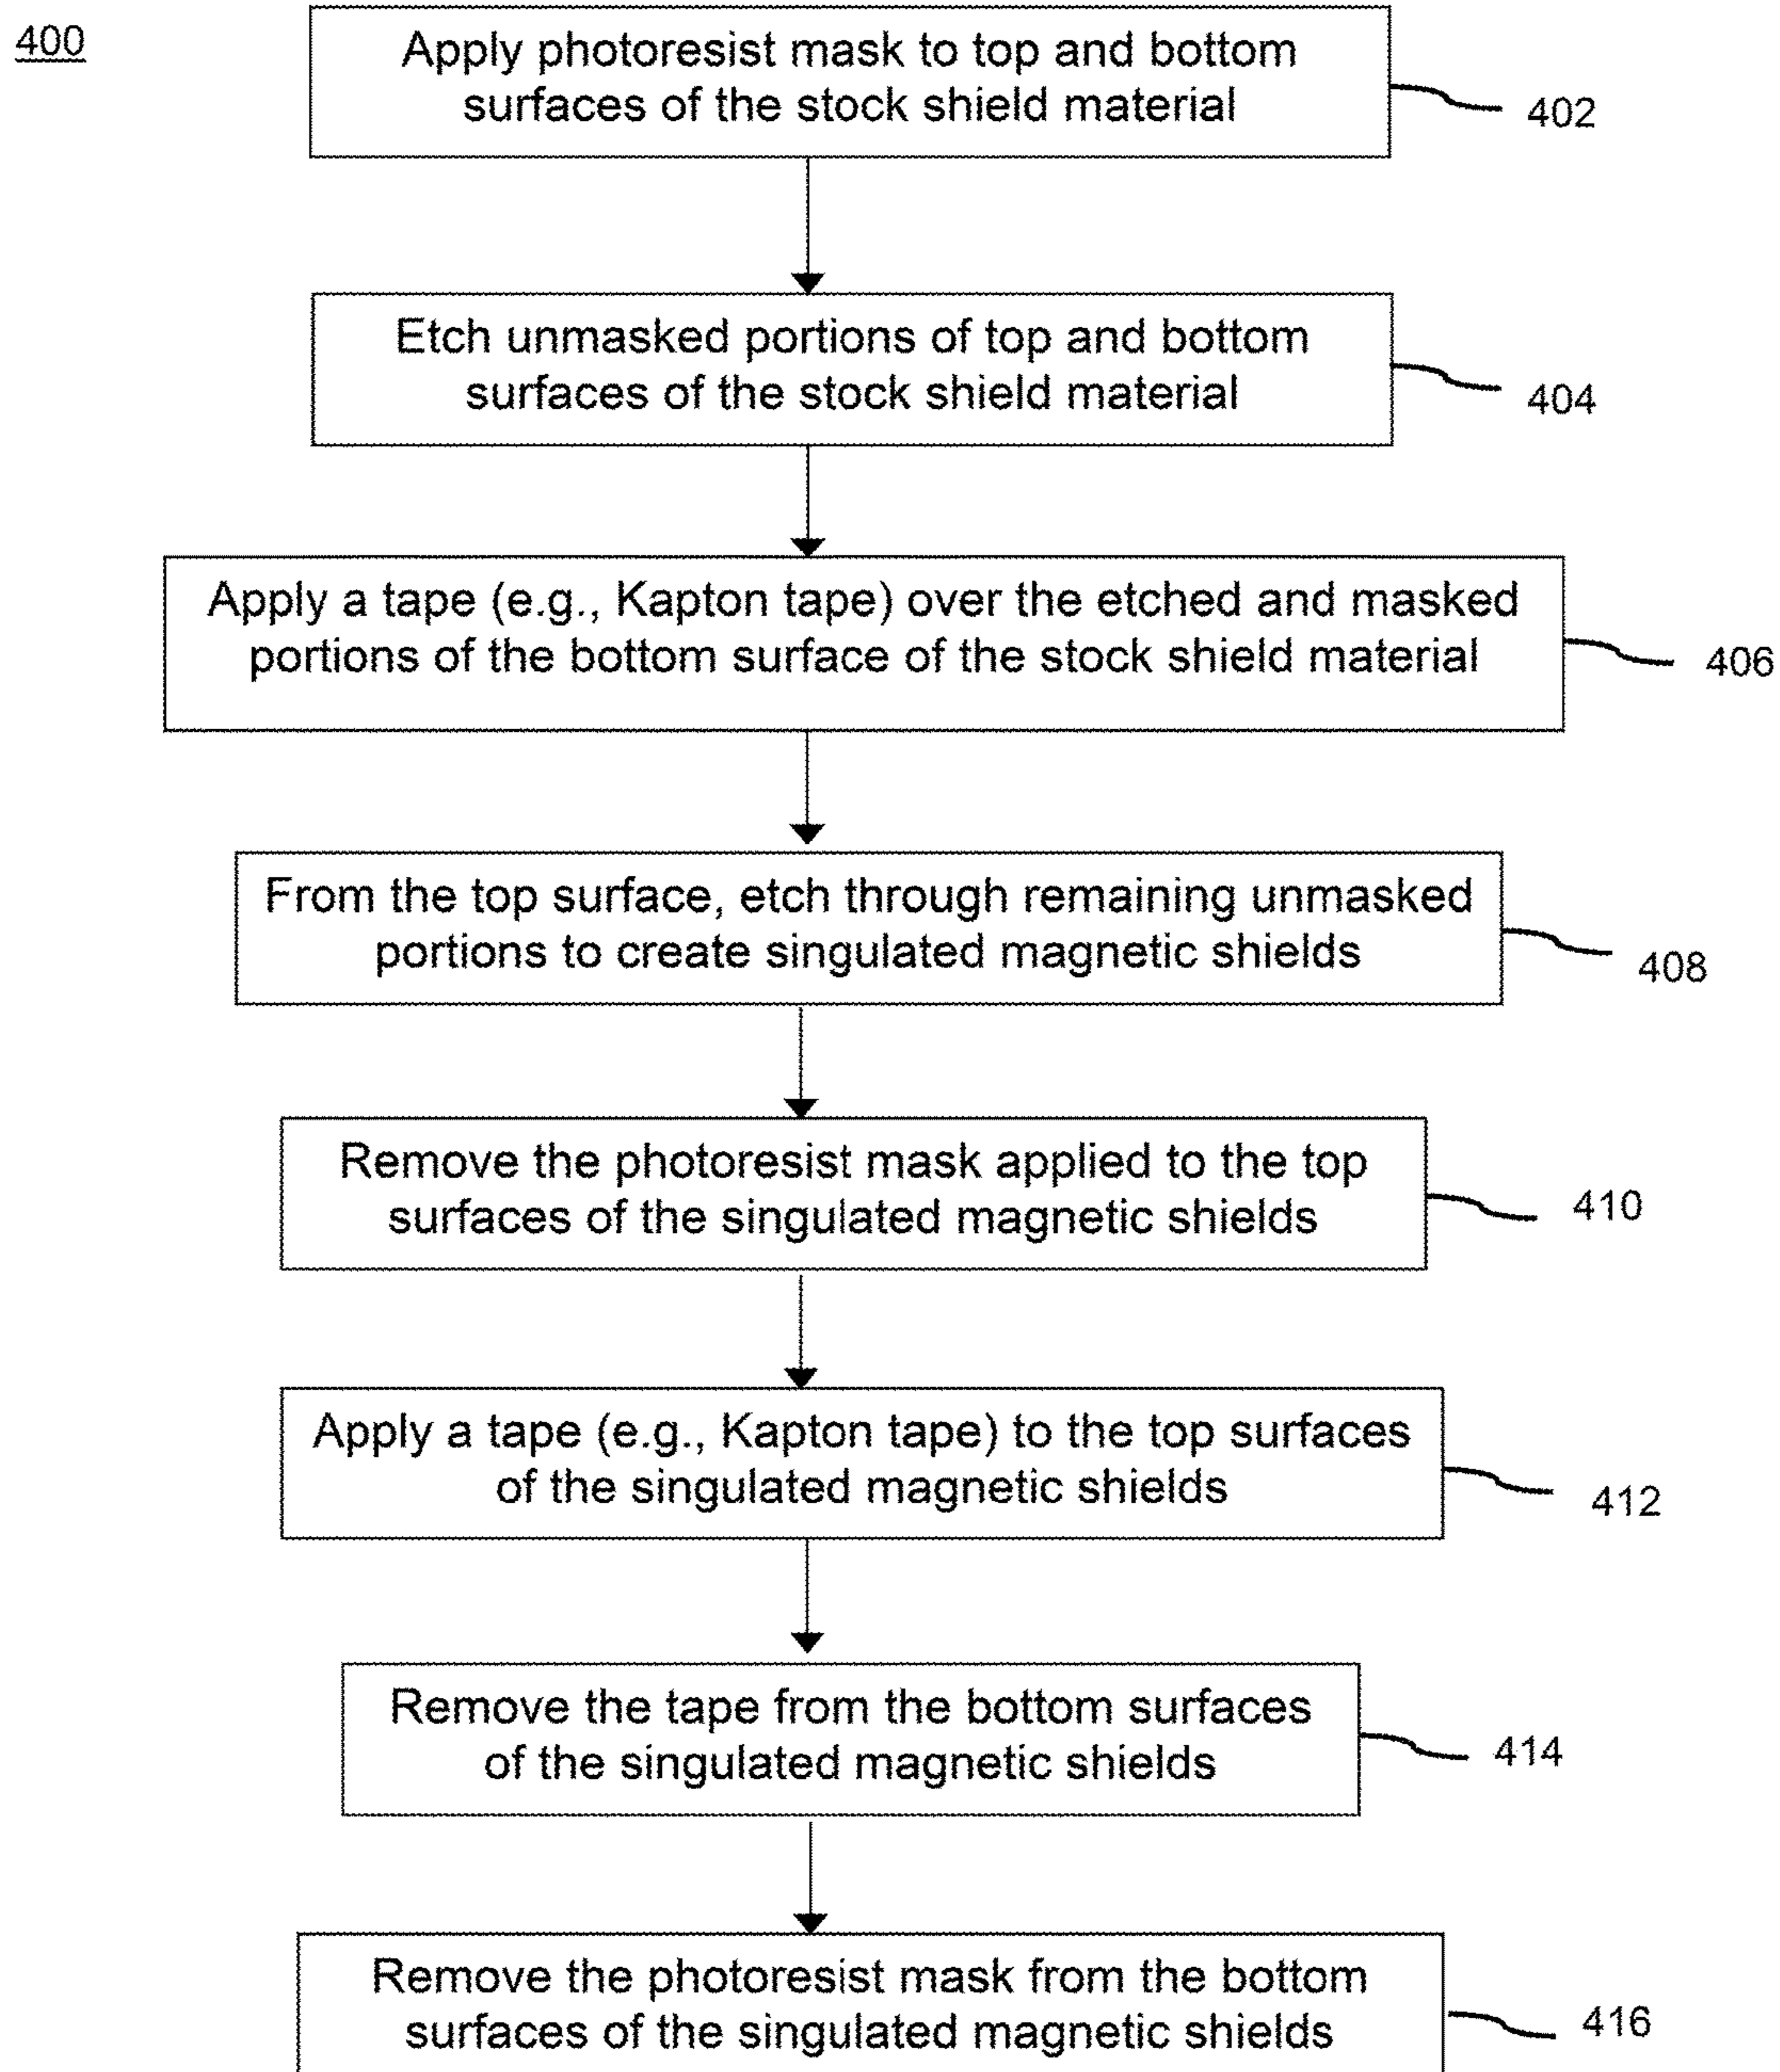 400
Apply photoresist mask to top and bottom
surfaces of the stock shield material
402
Etch unmasked portions of top and bottom
surfaces of the stock shield material
404
Apply a tape (e.g., Kapton tape) over the etched and masked
portions of the bottom surface of the stock shield material
406
From the top surface, etch through remaining unmasked
portions to create singulated magnetic shields
408
Remove the photoresist mask applied to the top
surfaces of the singulated magnetic shields
410
Apply a tape (e.g., Kapton tape) to the top surfaces
of the singulated magnetic shields
412
Remove the tape from the bottom surfaces
of the singulated magnetic shields
414
Remove the photoresist mask from the bottom
surfaces of the singulated magnetic shields
416